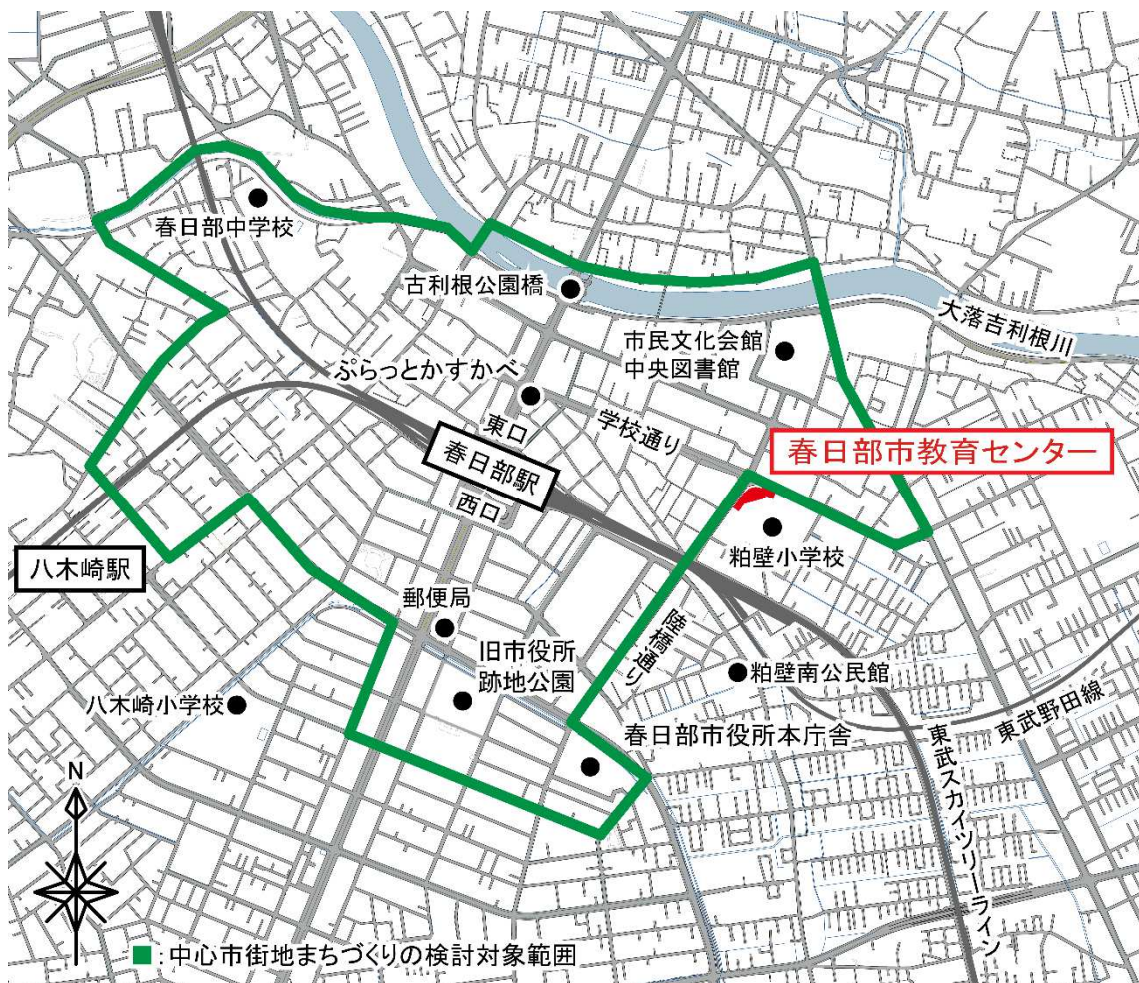 春日部中学校
古利根公園橋
大落吉利根川
市民文化会館
中央図書館
ぷらっとかすかべ
東口
学校通り
春日部市教育センター
春日部駅
西口
粕壁小学校
八木崎駅
郵便局
陸橋通り
旧市役所
跡地公園
粕壁南公民館
八木崎小学校
春日部市役所本庁舎
東武野田線
東武スカイツリーライン
N
■:中心市街地まちづくりの検討対象範囲